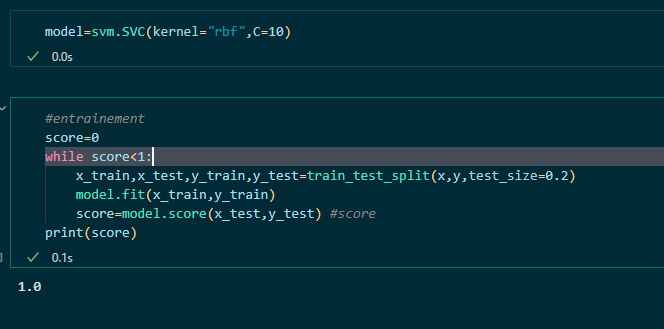 model=svm.SVC(kernel="rbf",C=10)
0.0s
#entrainement
score=0
while score<1:
x_train,x_test,y_train,y_test=train_test_split(x,y,test_size=0.2)
model.fit(x_train,y_train)
score=model.score(x_test,y_test) #score
print(score)
0.1s
1.0